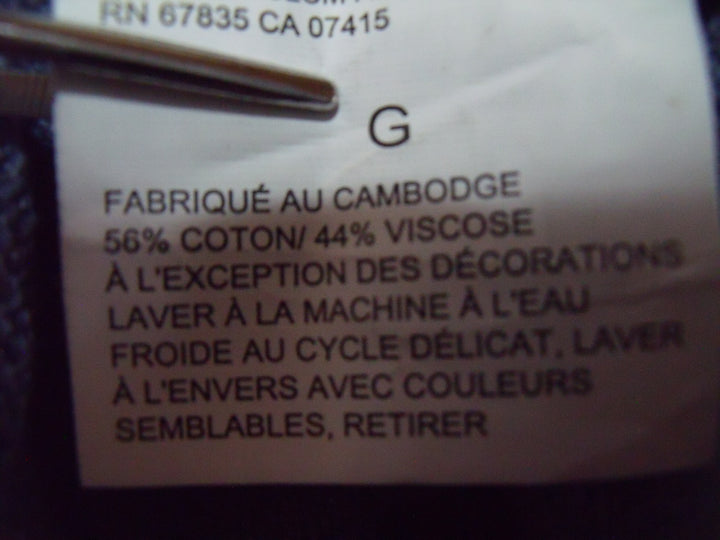 RN 67835 CA 07415
G
FABRIQUÉ AU CAMBODGE
56% COTON/ 44% VISCOSE
À L'EXCEPTION DES DÉCORATIONS
LAVER À LA MACHINE À L'EAU
FROIDE AU CYCLE DÉLICAT, LAVER
À L'ENVERS AVEC COULEURS
SEMBLABLES, RETIRER